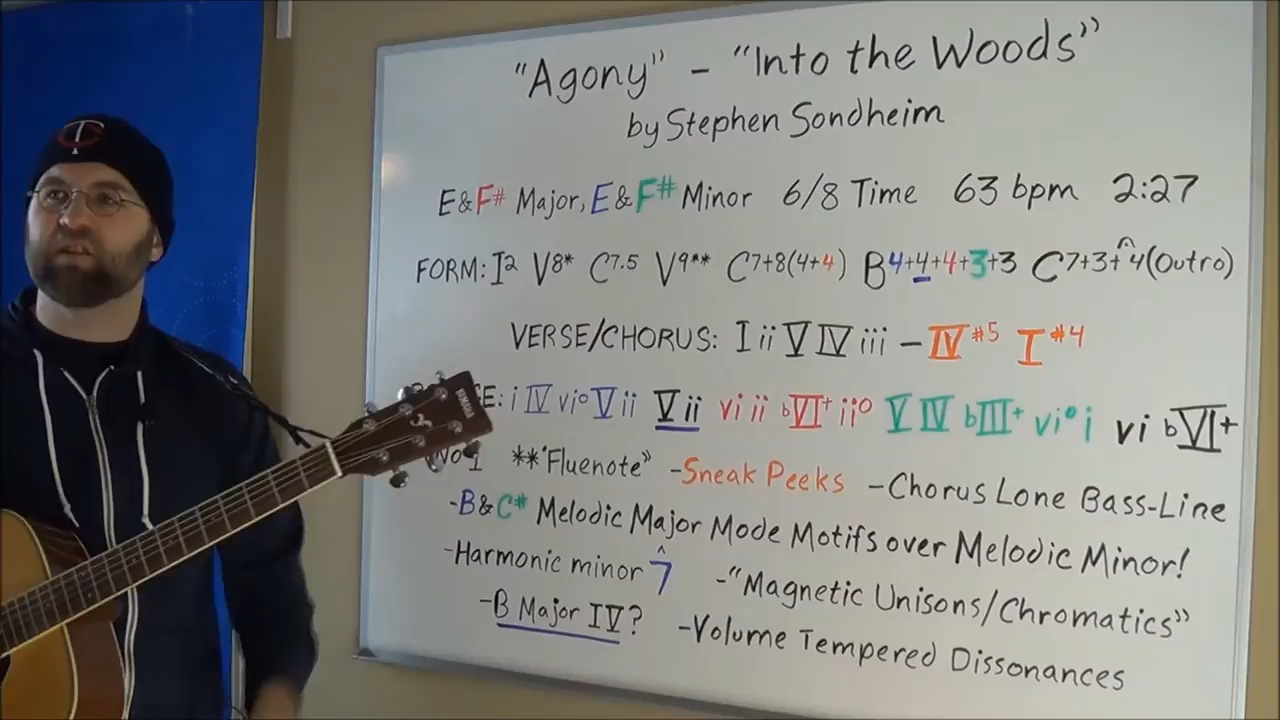 "Agony" – "Into the Woods"
by Stephen Sondheim
E & F# Major, E & F# Minor 6/8 Time 63 bpm 2:27
FORM: I2 V8* C7.5 V9** C7+8(4+4) B4+4+4+3+3 C7+3+4(Outro)
VERSE/CHORUS: I ii V IV iii – IV#5 I#4
E: i IV vi° V ii V ii vi ii bVI+ ii° V IV bIII+ vi° i vi bVI+
No I **"Fluenote" -Sneak Peeks -Chorus Lone Bass-Line
-B & C# Melodic Major Mode Motifs over Melodic Minor!
-Harmonic minor ^7 -"Magnetic Unisons/Chromatics"
-B Major IV? -Volume Tempered Dissonances
TC
YAMAHA